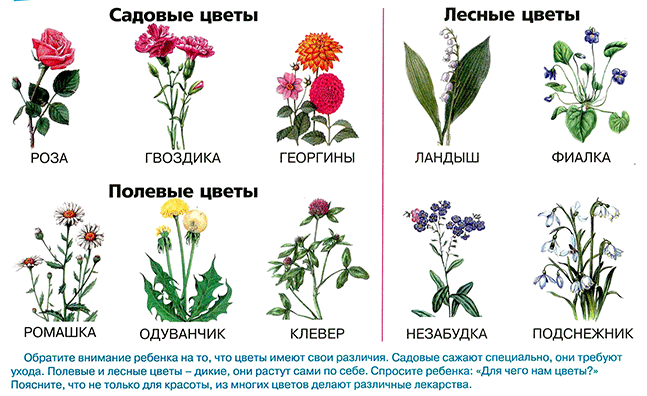 Садовые цветы
РОЗА ГВОЗДИКА ГЕОРГИНЫ
Полевые цветы
РОМАШКА ОДУВАНЧИК КЛЕВЕР
Лесные цветы
ЛАНДЫШ ФИАЛКА
НЕЗАБУДКА ПОДСНЕЖНИК
Обратите внимание ребенка на то, что цветы имеют свои различия. Садовые сажают специально, они требуют
ухода. Полевые и лесные цветы – дикие, они растут сами по себе. Спросите ребенка: «Для чего нам цветы?»
Поясните, что не только для красоты, из многих цветов делают различные лекарства.